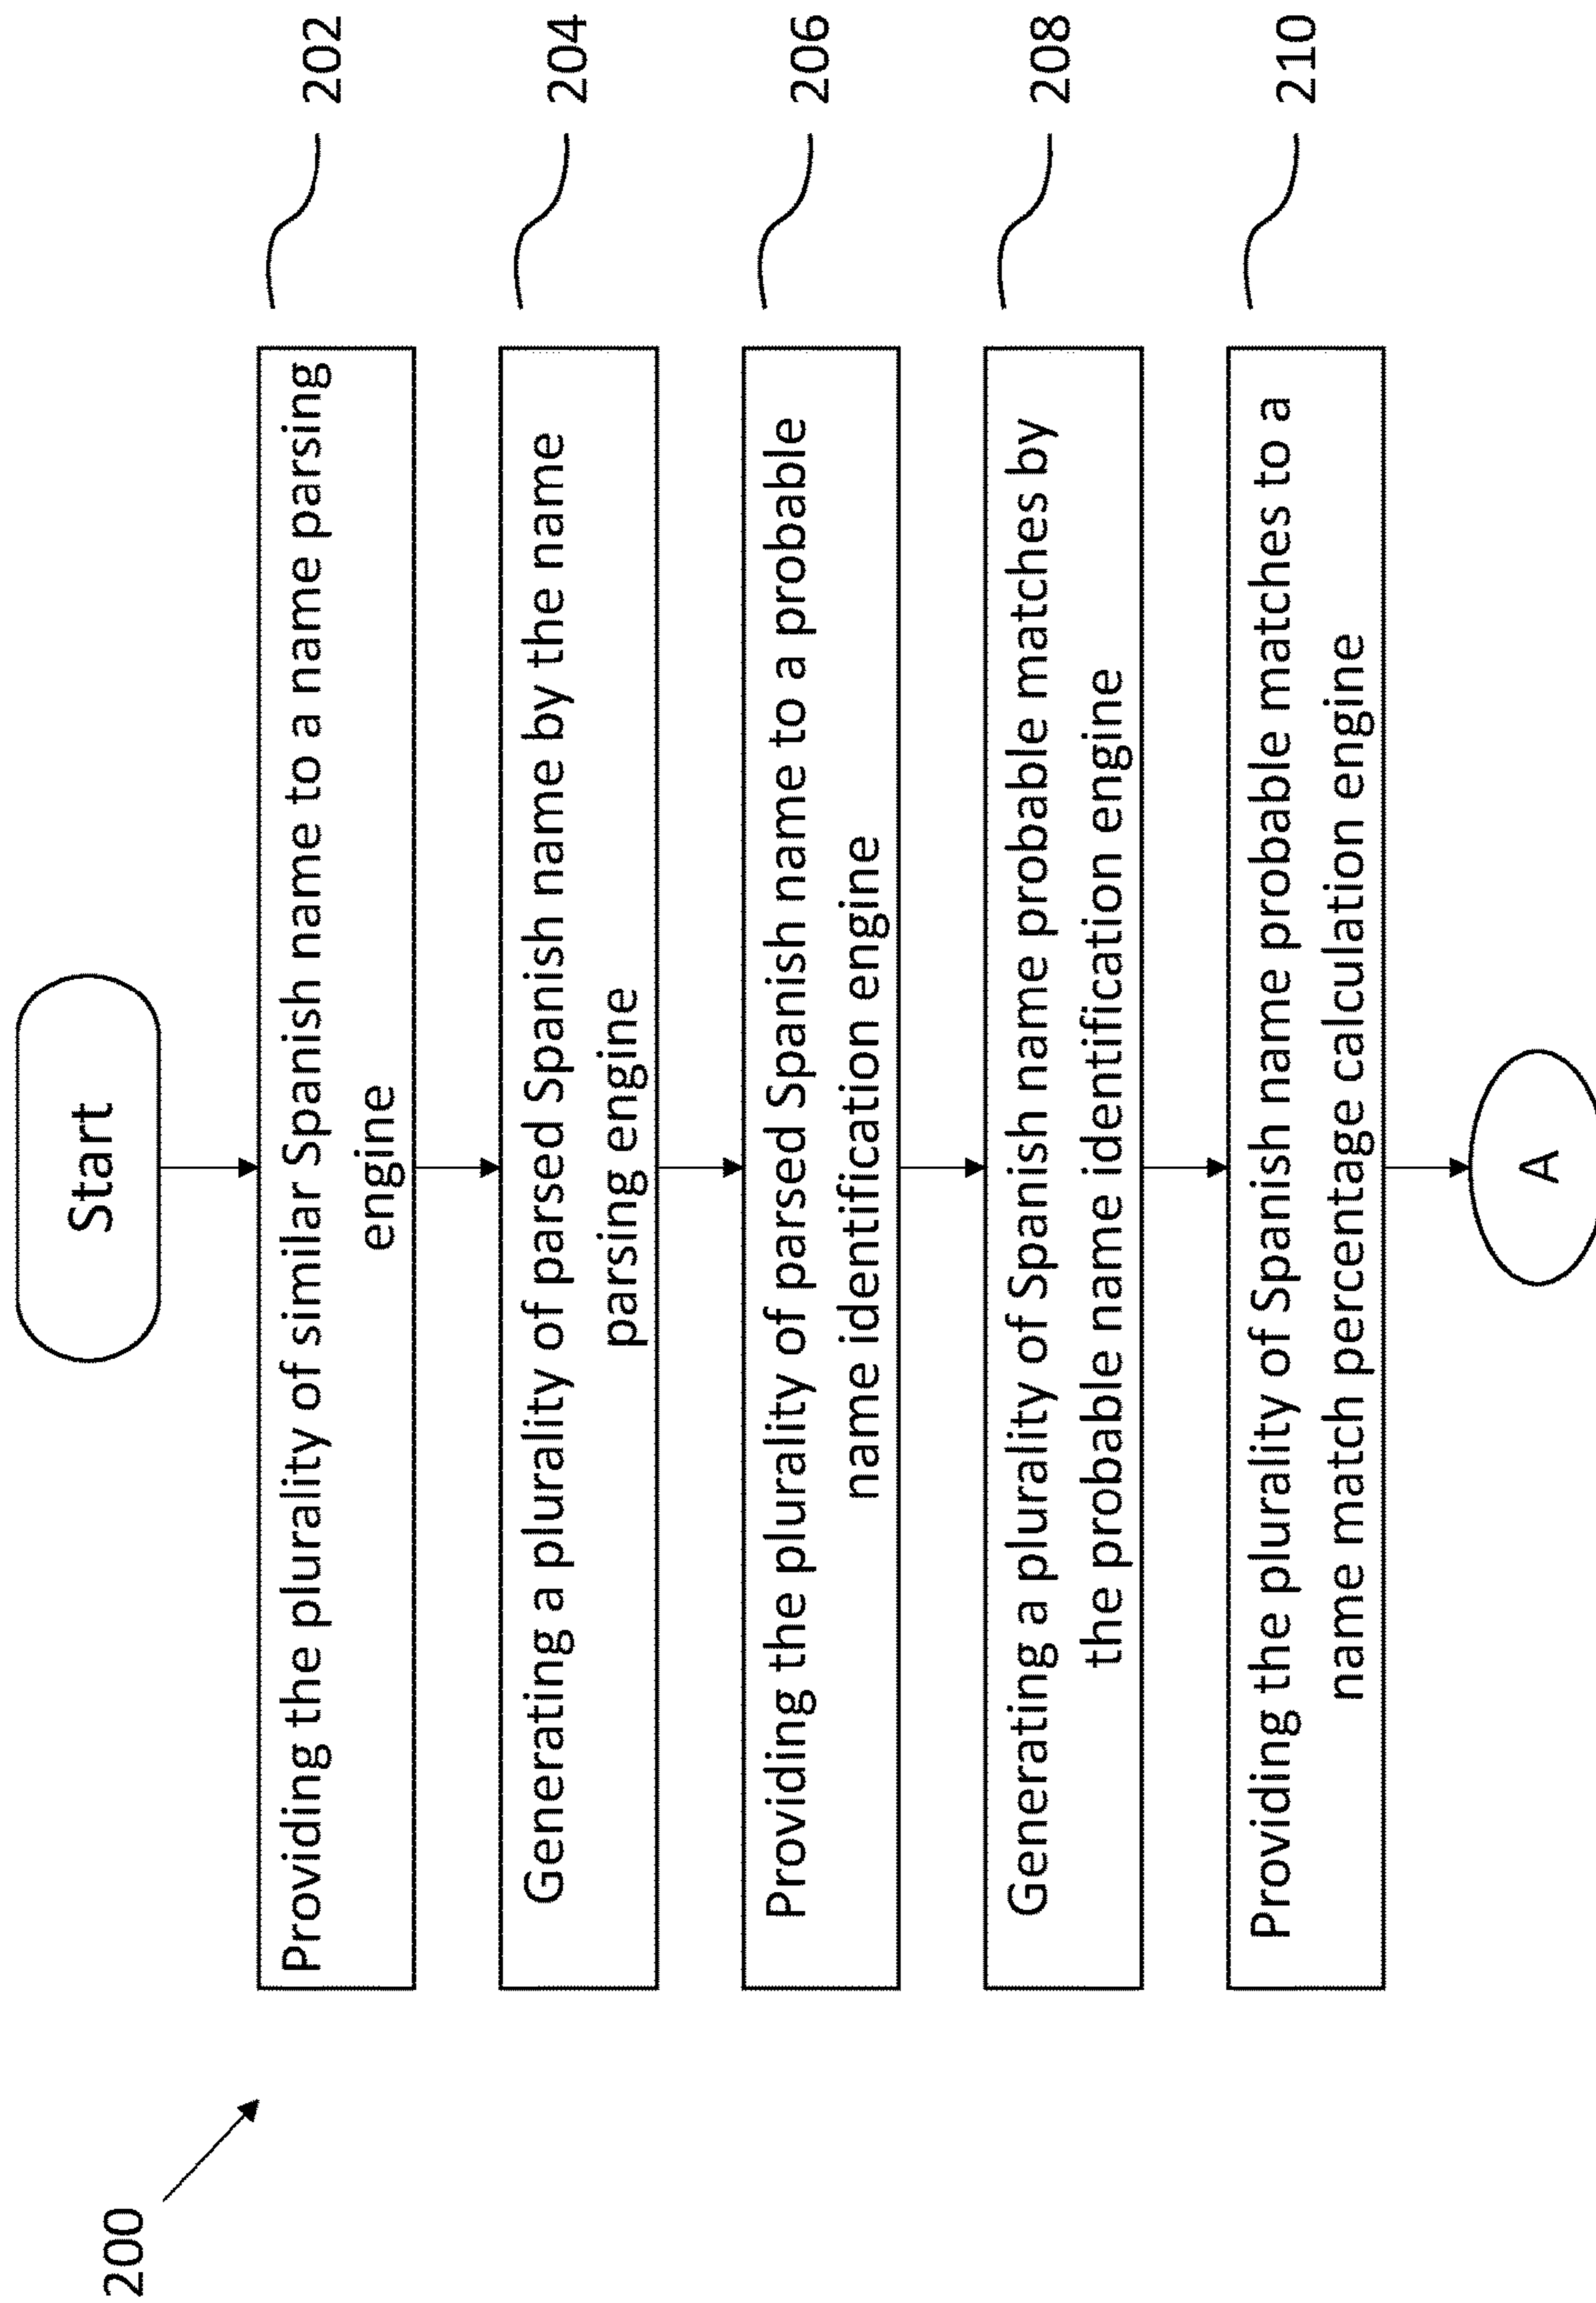 200
Start
Providing the plurality of similar Spanish name to a name parsing
engine
202
Generating a plurality of parsed Spanish name by the name
parsing engine
204
Providing the plurality of parsed Spanish name to a probable
name identification engine
206
Generating a plurality of Spanish name probable matches by
the probable name identification engine
208
Providing the plurality of Spanish name probable matches to a
name match percentage calculation engine
210
A